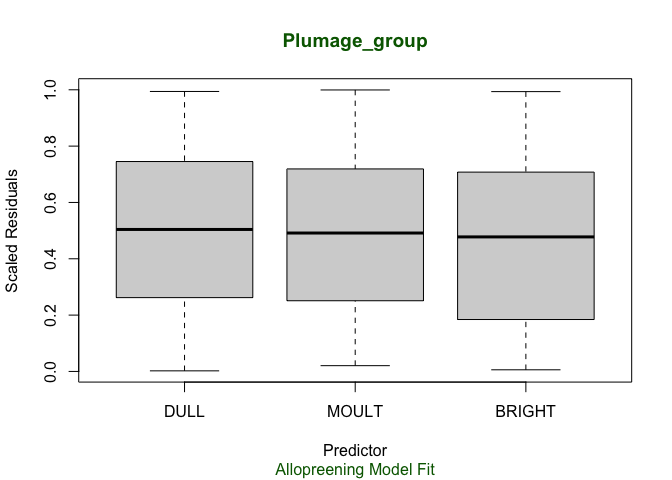 Plumage_group
Scaled Residuals
1.0
0.8
0.6
0.4
0.2
0.0
DULL MOULT BRIGHT
Predictor
Allopreening Model Fit